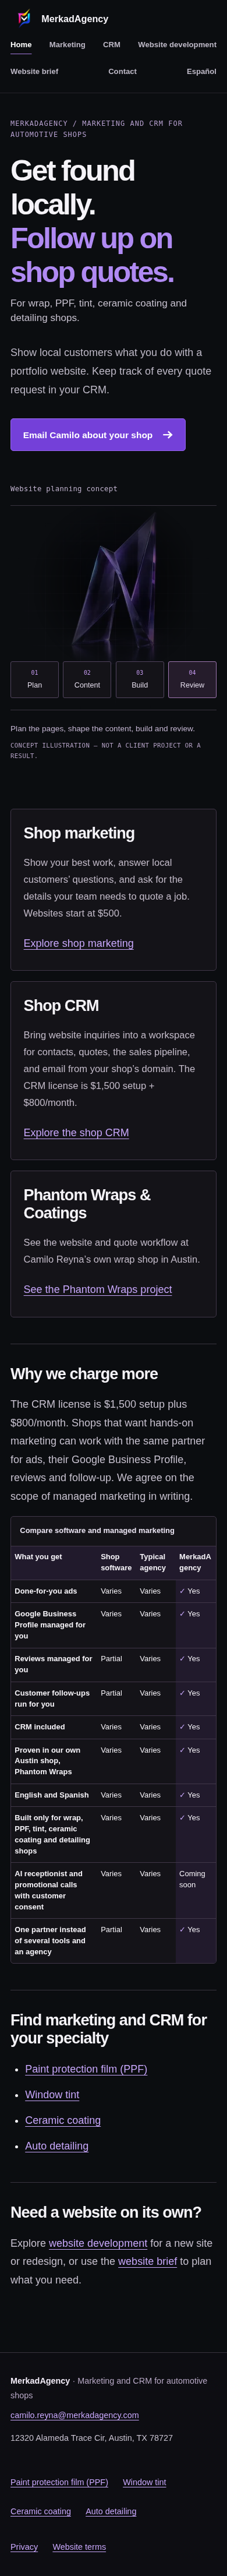 MerkadAgency
Home Marketing CRM Website development
Website brief Contact Español
MERKADAGENCY / MARKETING AND CRM FOR
AUTOMOTIVE SHOPS
Get found
locally.
Follow up on
shop quotes.
For wrap, PPF, tint, ceramic coating and
detailing shops.
Show local customers what you do with a
portfolio website. Keep track of every quote
request in your CRM.
Email Camilo about your shop →
Website planning concept
01 02 03 04
Plan Content Build Review
Plan the pages, shape the content, build and review.
CONCEPT ILLUSTRATION — NOT A CLIENT PROJECT OR A
RESULT.
Shop marketing
Show your best work, answer local
customers’ questions, and ask for the
details your team needs to quote a job.
Websites start at $500.
Explore shop marketing
Shop CRM
Bring website inquiries into a workspace
for contacts, quotes, the sales pipeline,
and email from your shop’s domain. The
CRM license is $1,500 setup +
$800/month.
Explore the shop CRM
Phantom Wraps &
Coatings
See the website and quote workflow at
Camilo Reyna’s own wrap shop in Austin.
See the Phantom Wraps project
Why we charge more
The CRM license is $1,500 setup plus
$800/month. Shops that want hands-on
marketing can work with the same partner
for ads, their Google Business Profile,
reviews and follow-up. We agree on the
scope of managed marketing in writing.
Compare software and managed marketing
What you get Shop Typical MerkadA
software agency gency
Done-for-you ads Varies Varies ✓ Yes
Google Business Varies Varies ✓ Yes
Profile managed for
you
Reviews managed for Partial Varies ✓ Yes
you
Customer follow-ups Partial Varies ✓ Yes
run for you
CRM included Varies Varies ✓ Yes
Proven in our own Varies Varies ✓ Yes
Austin shop,
Phantom Wraps
English and Spanish Varies Varies ✓ Yes
Built only for wrap, Varies Varies ✓ Yes
PPF, tint, ceramic
coating and detailing
shops
AI receptionist and Varies Varies Coming
promotional calls soon
with customer
consent
One partner instead Partial Varies ✓ Yes
of several tools and
an agency
Find marketing and CRM for
your specialty
• Paint protection film (PPF)
• Window tint
• Ceramic coating
• Auto detailing
Need a website on its own?
Explore website development for a new site
or redesign, or use the website brief to plan
what you need.
MerkadAgency · Marketing and CRM for automotive
shops
camilo.reyna@merkadagency.com
12320 Alameda Trace Cir, Austin, TX 78727
Paint protection film (PPF) Window tint
Ceramic coating Auto detailing
Privacy Website terms